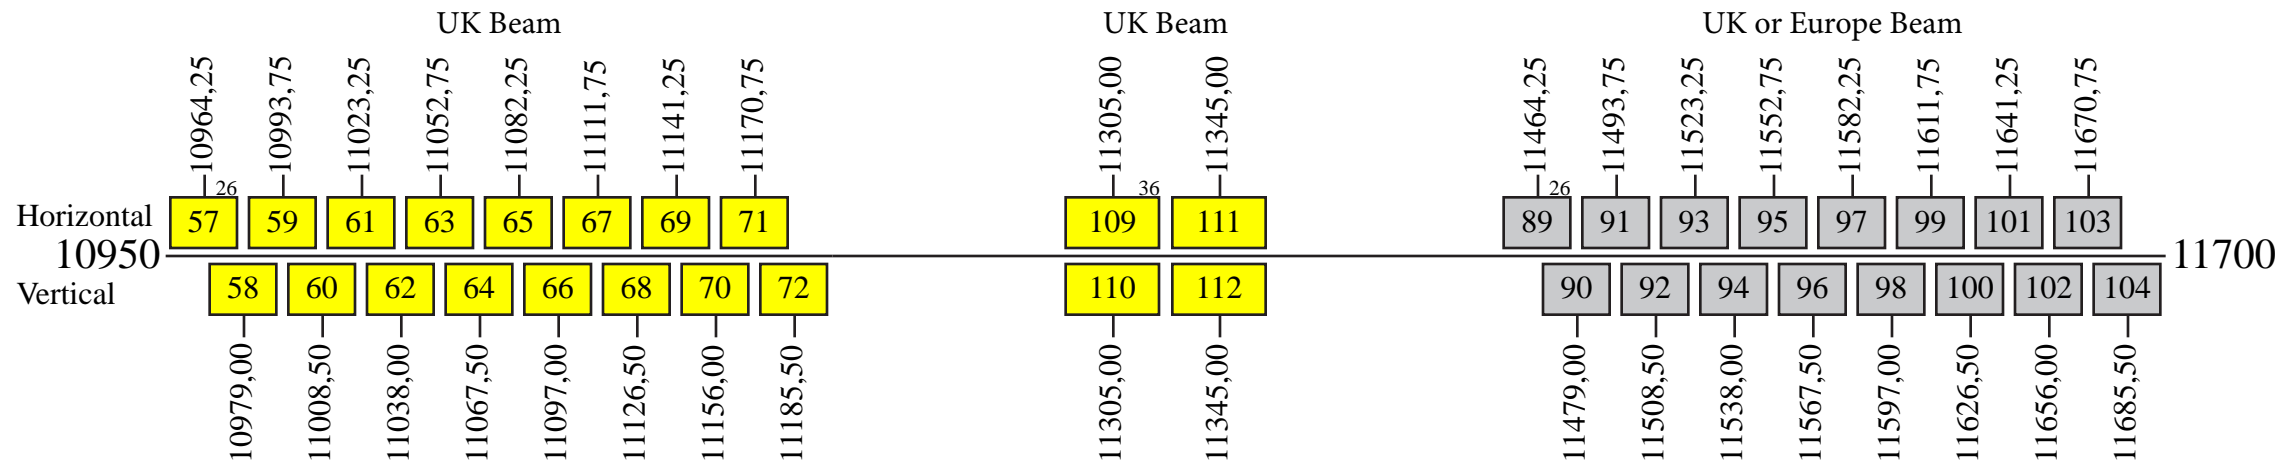 UK Beam UK Beam UK or Europe Beam
10964,25 10993,75 11023,25 11052,75 11082,25 11111,75 11141,25 11170,75 11305,00 11345,00 11464,25 11493,75 11523,25 11552,75 11582,25 11611,75 11641,25 11670,75
26 36 26
Horizontal 57 59 61 63 65 67 69 71 109 111 89 91 93 95 97 99 101 103
10950 11700
Vertical 58 60 62 64 66 68 70 72 110 112 90 92 94 96 98 100 102 104
10979,00 11008,50 11038,00 11067,50 11097,00 11126,50 11156,00 11185,50 11305,00 11345,00 11479,00 11508,50 11538,00 11567,50 11597,00 11626,50 11656,00 11685,50